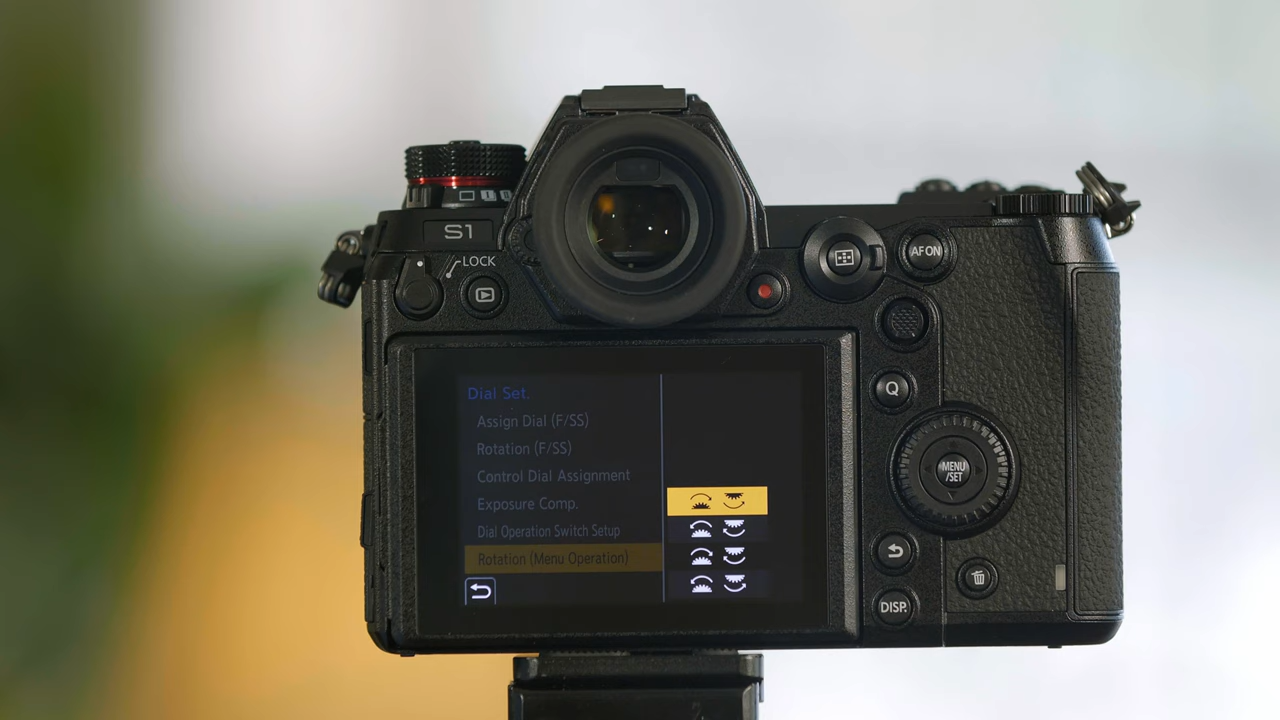 S1
LOCK
AF ON
Q
Dial Set.
Assign Dial (F/SS)
Rotation (F/SS)
Control Dial Assignment
Exposure Comp.
Dial Operation Switch Setup
Rotation (Menu Operation)
MENU
/SET
DISP.